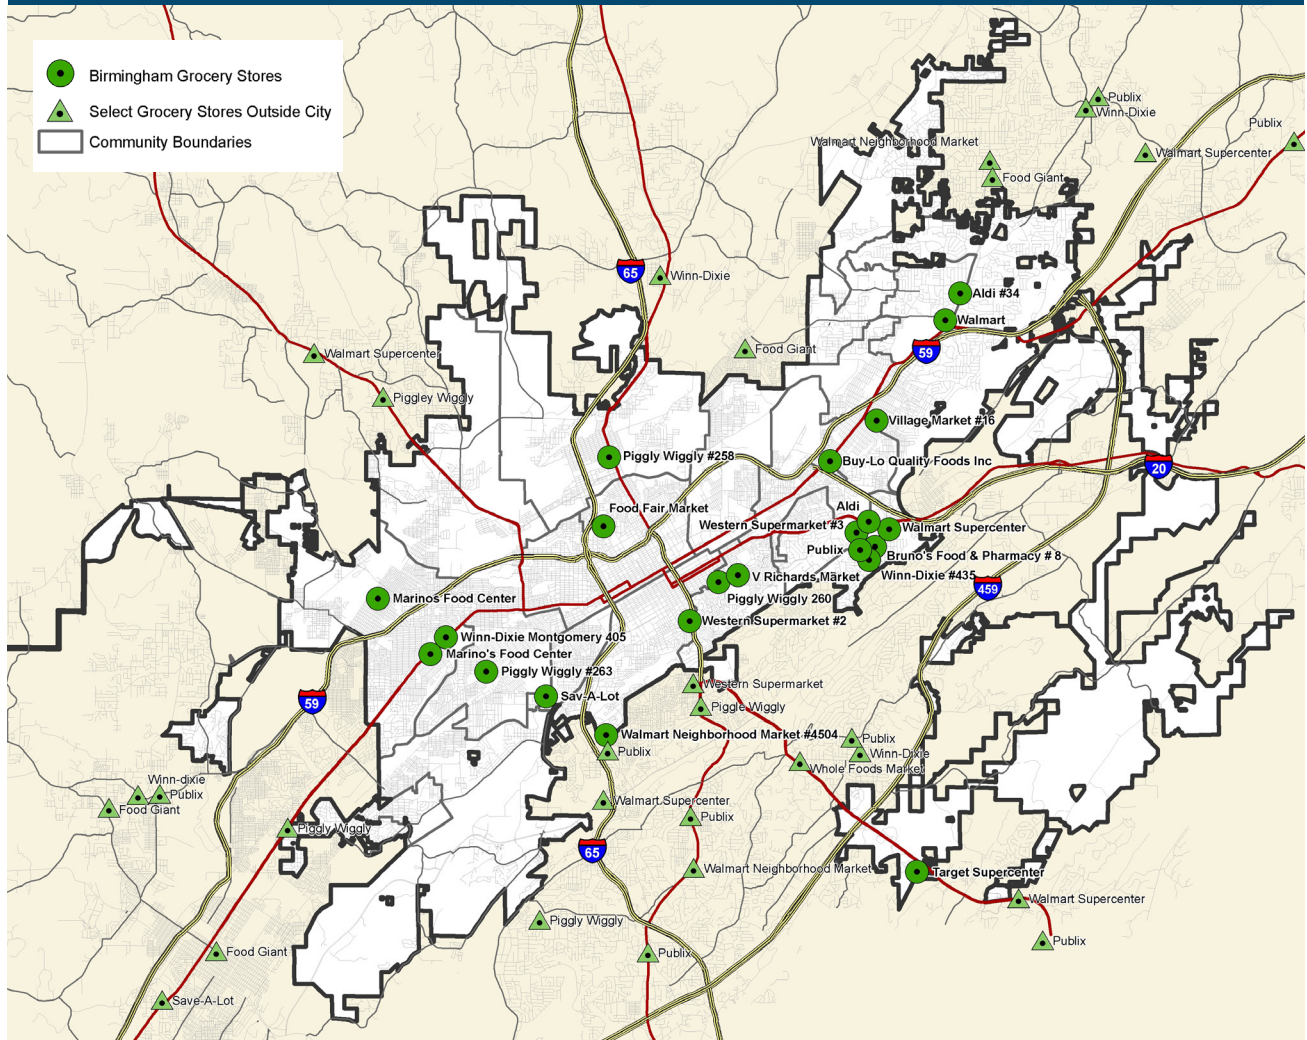 Birmingham Grocery Stores
Select Grocery Stores Outside City
Community Boundaries
Publix
Winn-Dixie
Publix
Walmart Neighborhood Market
Walmart Supercenter
Food Giant
65
Winn-Dixie
Aldi #34
Walmart
59
Walmart Supercenter
Food Giant
Piggley Wiggly
Village Market #16
Piggly Wiggly #258
Buy-Lo Quality Foods Inc
20
Food Fair Market
Aldi
Western Supermarket #3
Walmart Supercenter
Publix
Bruno's Food & Pharmacy # 8
V Richards Market
Winn-Dixie #435
459
Marinos Food Center
Piggly Wiggly 260
Western Supermarket #2
Winn-Dixie Montgomery 405
Marino's Food Center
Piggly Wiggly #263
Western Supermarket
Sav-A-Lot
59
Piggle Wiggly
Walmart Neighborhood Market #4504
Publix
Publix
Winn-Dixie
Whole Foods Market
Winn-dixie
Publix
Food Giant
Walmart Supercenter
Publix
Piggly Wiggly
65
Walmart Neighborhood Market
Target Supercenter
Walmart Supercenter
Piggly Wiggly
Publix
Food Giant
Publix
Save-A-Lot